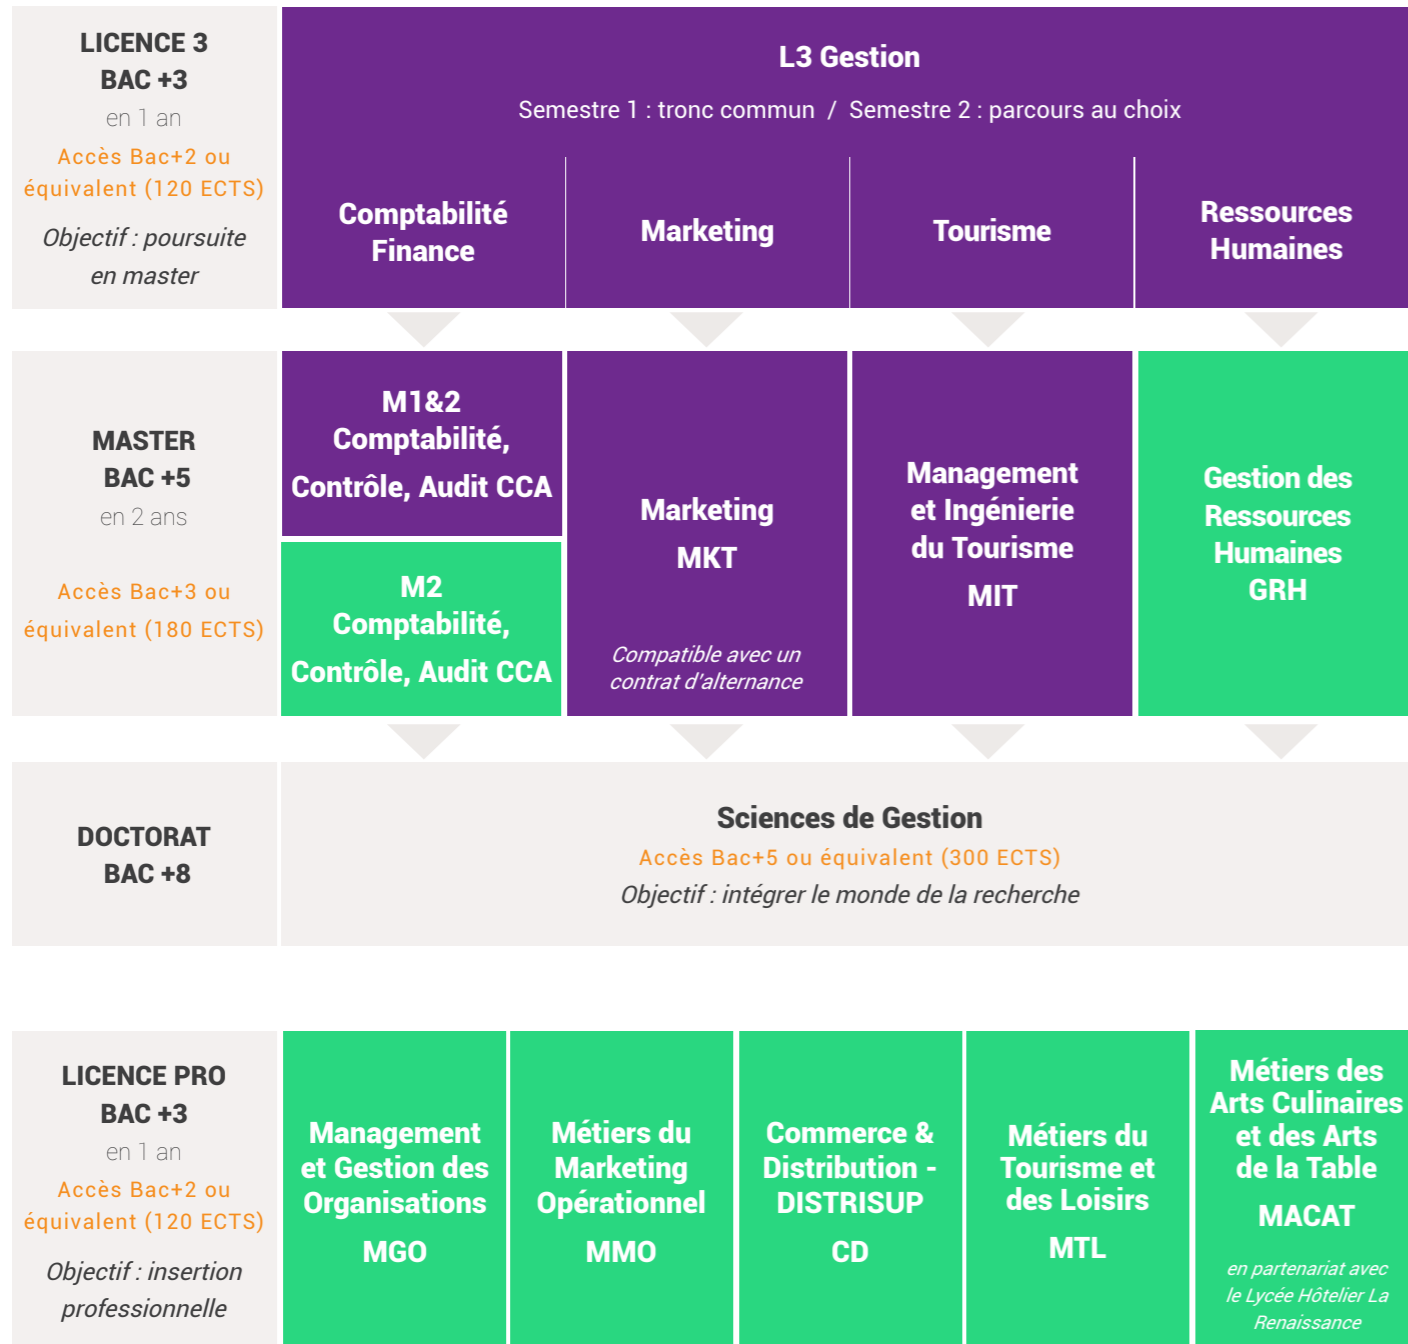 LICENCE 3
BAC +3
en 1 an
Accès Bac+2 ou
équivalent (120 ECTS)
Objectif : poursuite
en master
L3 Gestion
Semestre 1 : tronc commun / Semestre 2 : parcours au choix
Comptabilité
Finance
Marketing
Tourisme
Ressources
Humaines
MASTER
BAC +5
en 2 ans
Accès Bac+3 ou
équivalent (180 ECTS)
M1&2
Comptabilité,
Contrôle, Audit CCA
M2
Comptabilité,
Contrôle, Audit CCA
Marketing
MKT
Compatible avec un
contrat d'alternance
Management
et Ingénierie
du Tourisme
MIT
Gestion des
Ressources
Humaines
GRH
DOCTORAT
BAC +8
Sciences de Gestion
Accès Bac+5 ou équivalent (300 ECTS)
Objectif : intégrer le monde de la recherche
LICENCE PRO
BAC +3
en 1 an
Accès Bac+2 ou
équivalent (120 ECTS)
Objectif : insertion
professionnelle
Management
et Gestion des
Organisations
MGO
Métiers du
Marketing
Opérationnel
MMO
Commerce &
Distribution -
DISTRISUP
CD
Métiers du
Tourisme et
des Loisirs
MTL
Métiers des
Arts Culinaires
et des Arts
de la Table
MACAT
en partenariat avec
le Lycée Hôtelier La
Renaissance